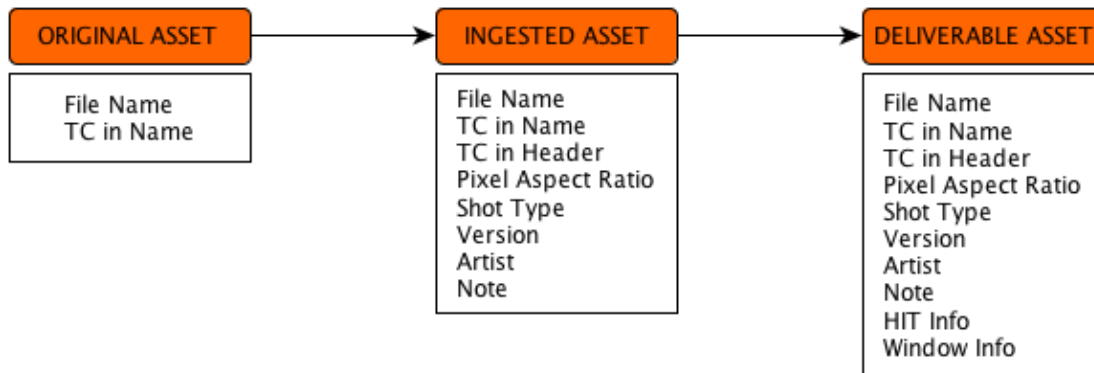 ORIGINAL ASSET
File Name
TC in Name
INGESTED ASSET
File Name
TC in Name
TC in Header
Pixel Aspect Ratio
Shot Type
Version
Artist
Note
DELIVERABLE ASSET
File Name
TC in Name
TC in Header
Pixel Aspect Ratio
Shot Type
Version
Artist
Note
HIT Info
Window Info